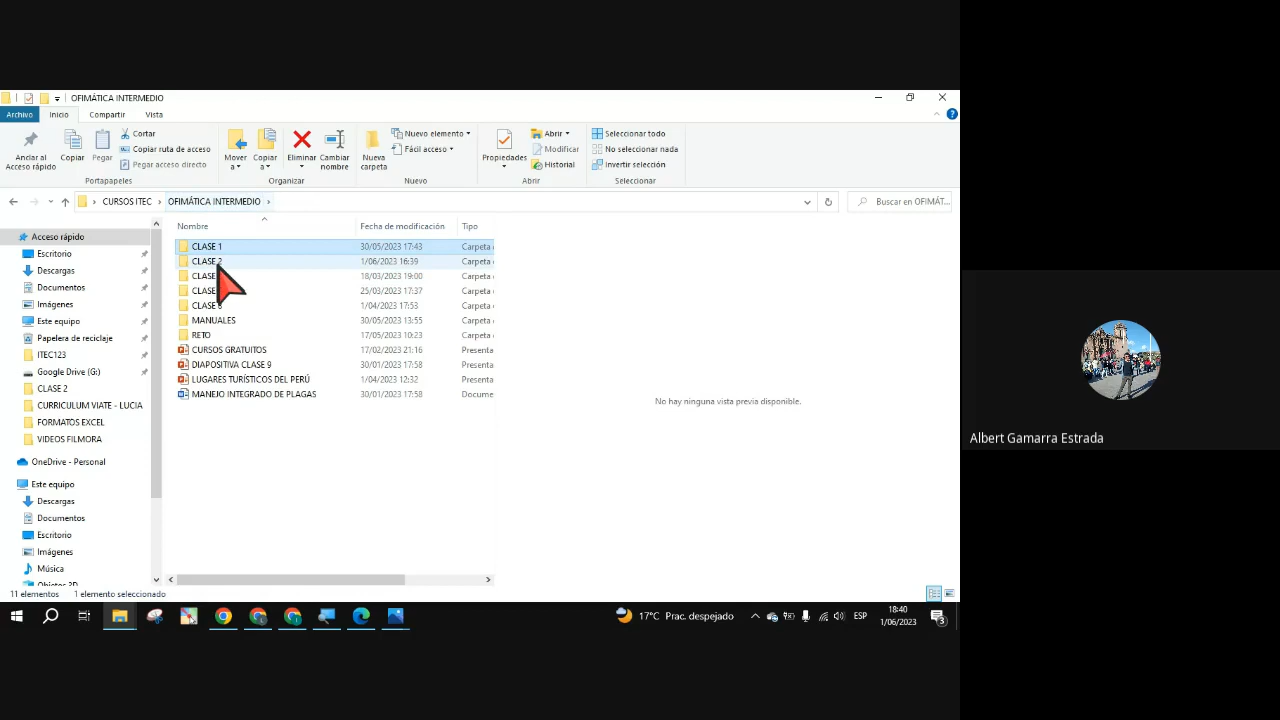 OFIMÁTICA INTERMEDIO
Archivo Inicio Compartir Vista
Anclar al Acceso rápido
Copiar
Pegar
Cortar
Copiar ruta de acceso
Pegar acceso directo
Portapapeles
Mover a
Copiar a
Eliminar
Cambiar nombre
Organizar
Nueva carpeta
Nuevo elemento
Fácil acceso
Nuevo
Propiedades
Abrir
Modificar
Historial
Abrir
Seleccionar todo
No seleccionar nada
Invertir selección
Seleccionar
CURSOS ITEC > OFIMÁTICA INTERMEDIO >
Buscar en OFIMÁT...
Acceso rápido
Escritorio
Descargas
Documentos
Imágenes
Este equipo
Papelera de reciclaje
ITEC123
Google Drive (G:)
CLASE 2
CURRICULUM VIATE - LUCIA
FORMATOS EXCEL
VIDEOS FILMORA
OneDrive - Personal
Este equipo
Descargas
Documentos
Escritorio
Imágenes
Música
Objetos 3D
Nombre Fecha de modificación Tipo
CLASE 1 30/05/2023 17:43 Carpeta
CLASE 2 1/06/2023 16:39 Carpeta
CLASE 18/03/2023 19:00 Carpeta
CLASE 25/03/2023 17:37 Carpeta
CLASE 1/04/2023 17:53 Carpeta
MANUALES 30/05/2023 13:55 Carpeta
RETO 17/05/2023 10:23 Carpeta
CURSOS GRATUITOS 17/02/2023 21:16 Presenta
DIAPOSITIVA CLASE 9 30/01/2023 17:58 Presenta
LUGARES TURÍSTICOS DEL PERÚ 1/04/2023 12:32 Presenta
MANEJO INTEGRADO DE PLAGAS 30/01/2023 17:58 Docume
No hay ninguna vista previa disponible.
11 elementos 1 elemento seleccionado
17°C Prac. despejado
ESP
18:40
1/06/2023
3
Albert Gamarra Estrada